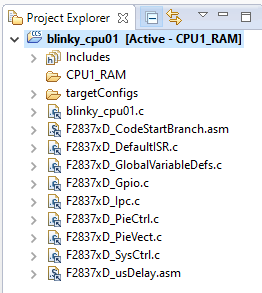 Project Explorer
CCS
blinky_cpu01 [Active - CPU1_RAM]
Includes
CPU1_RAM
targetConfigs
blinky_cpu01.c
F2837xD_CodeStartBranch.asm
F2837xD_DefaultISR.c
F2837xD_GlobalVariableDefs.c
F2837xD_Gpio.c
F2837xD_Ipc.c
F2837xD_PieCtrl.c
F2837xD_PieVect.c
F2837xD_SysCtrl.c
F2837xD_usDelay.asm